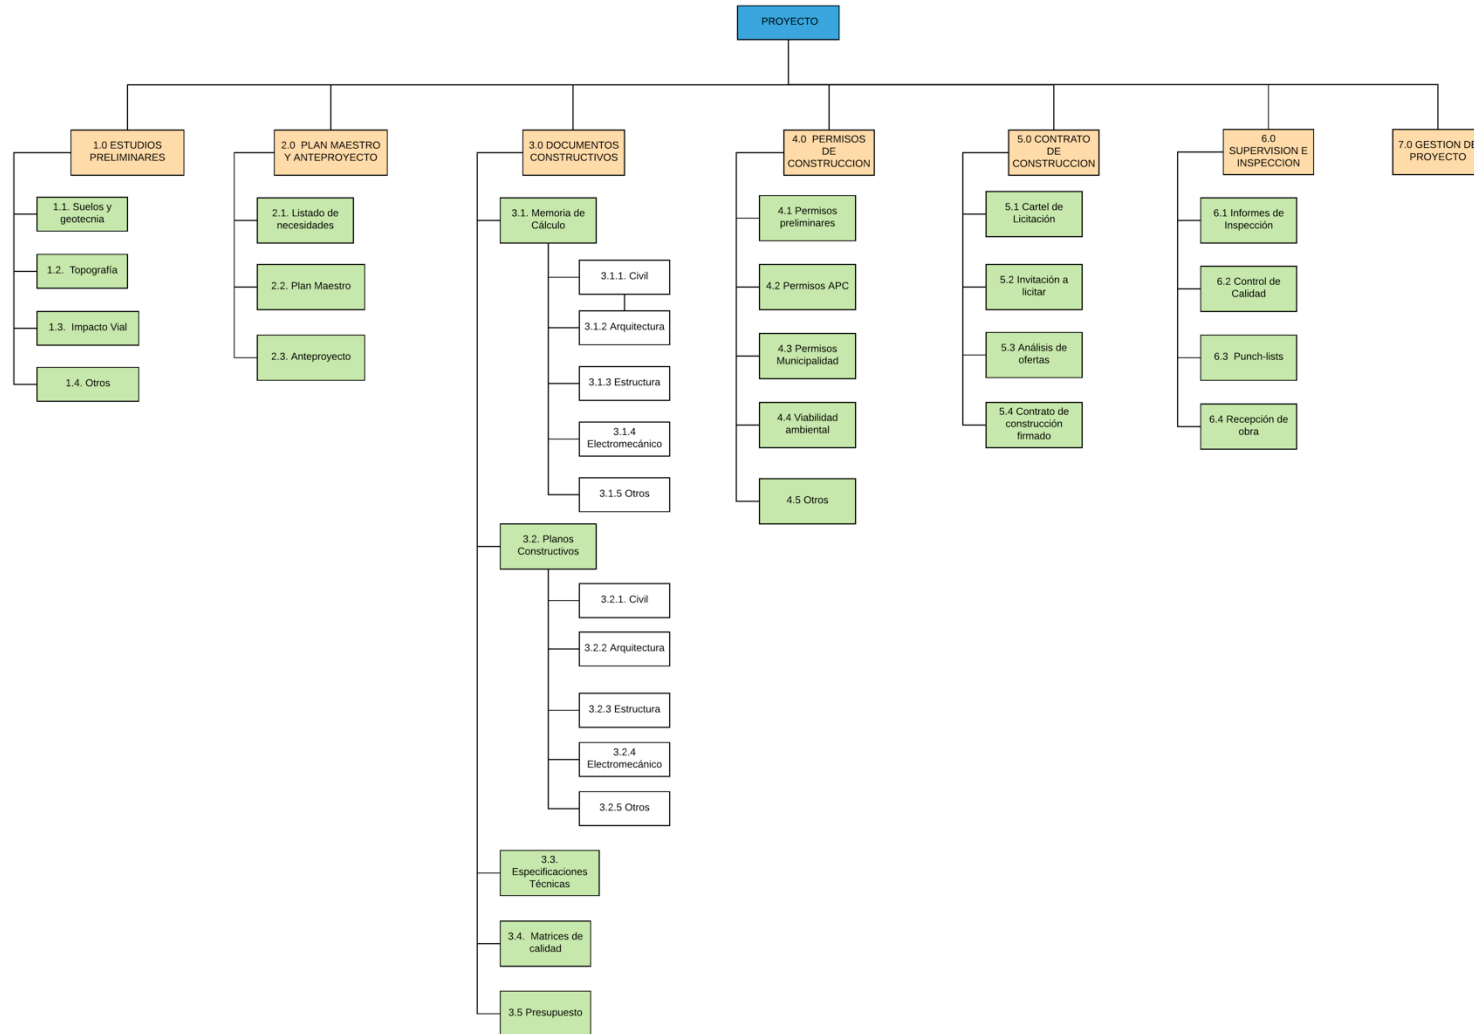 PROYECTO
1.0 ESTUDIOS
PRELIMINARES
2.0 PLAN MAESTRO
Y ANTEPROYECTO
3.0 DOCUMENTOS
CONSTRUCTIVOS
4.0 PERMISOS
DE
CONSTRUCCION
5.0 CONTRATO
DE
CONSTRUCCION
6.0
SUPERVISION E
INSPECCION
7.0 GESTION DE
PROYECTO
1.1. Suelos y
geotecnia
1.2. Topografía
1.3. Impacto Vial
1.4. Otros
2.1. Listado de
necesidades
2.2. Plan Maestro
2.3. Anteproyecto
3.1. Memoria de
Cálculo
3.1.1. Civil
3.1.2 Arquitectura
3.1.3 Estructura
3.1.4
Electromecánico
3.1.5 Otros
3.2. Planos
Constructivos
3.2.1. Civil
3.2.2 Arquitectura
3.2.3 Estructura
3.2.4
Electromecánico
3.2.5 Otros
3.3.
Especificaciones
Técnicas
3.4. Matrices de
calidad
3.5 Presupuesto
4.1 Permisos
preliminares
4.2 Permisos APC
4.3 Permisos
Municipalidad
4.4 Viabilidad
ambiental
4.5 Otros
5.1 Cartel de
Licitación
5.2 Invitación a
licitar
5.3 Análisis de
ofertas
5.4 Contrato de
construcción
firmado
6.1 Informes de
Inspección
6.2 Control de
Calidad
6.3 Punch-lists
6.4 Recepción de
obra